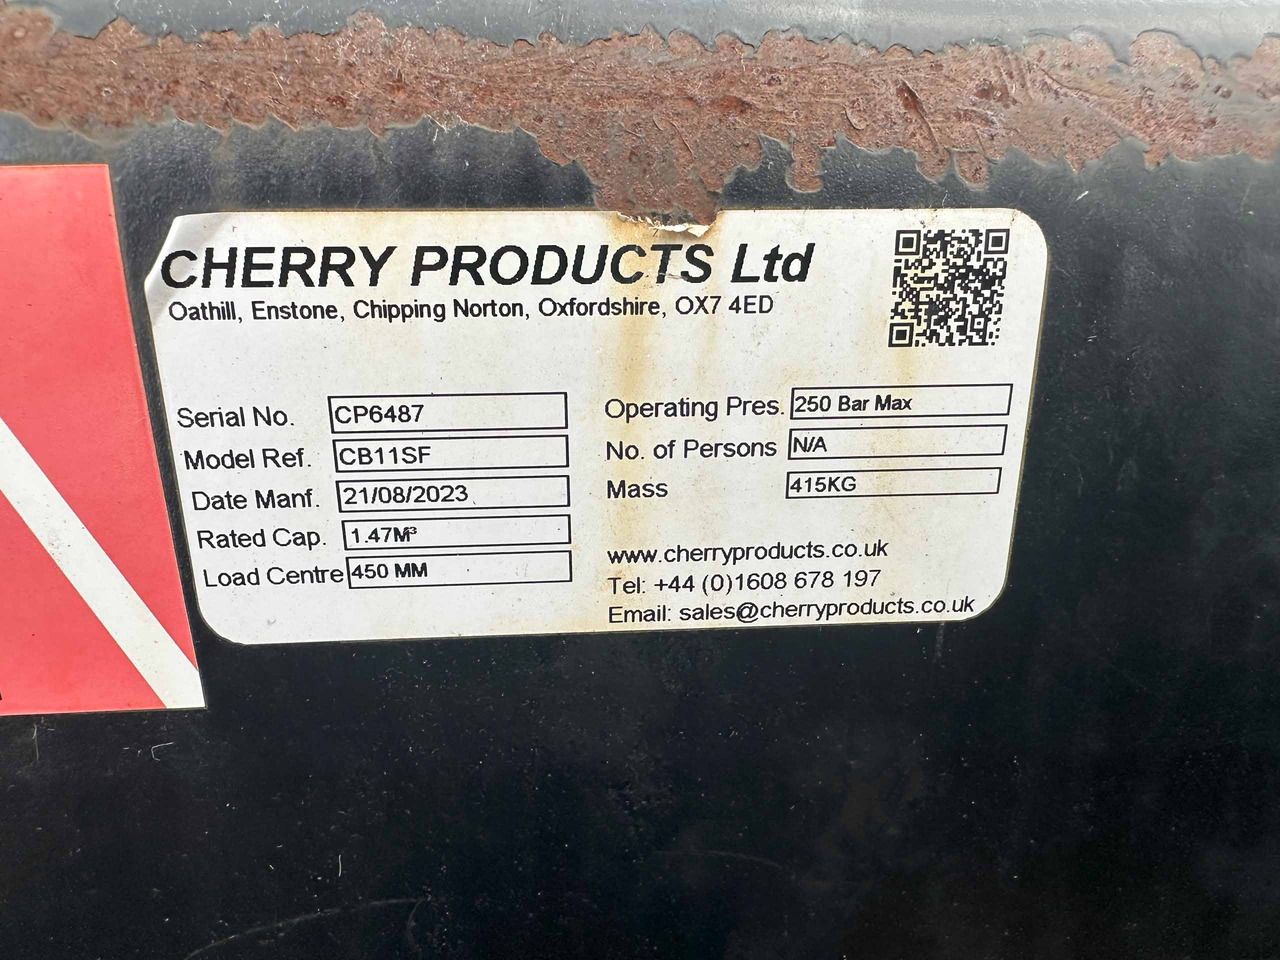 CHERRY PRODUCTS Ltd
Oathill, Enstone, Chipping Norton, Oxfordshire, OX7 4ED
Serial No. CP6487
Model Ref. CB11SF
Date Manf. 21/08/2023
Rated Cap. 1.47M³
Load Centre 450 MM
Operating Pres. 250 Bar Max
No. of Persons N/A
Mass 415KG
www.cherryproducts.co.uk
Tel: +44 (0)1608 678 197
Email: sales@cherryproducts.co.uk